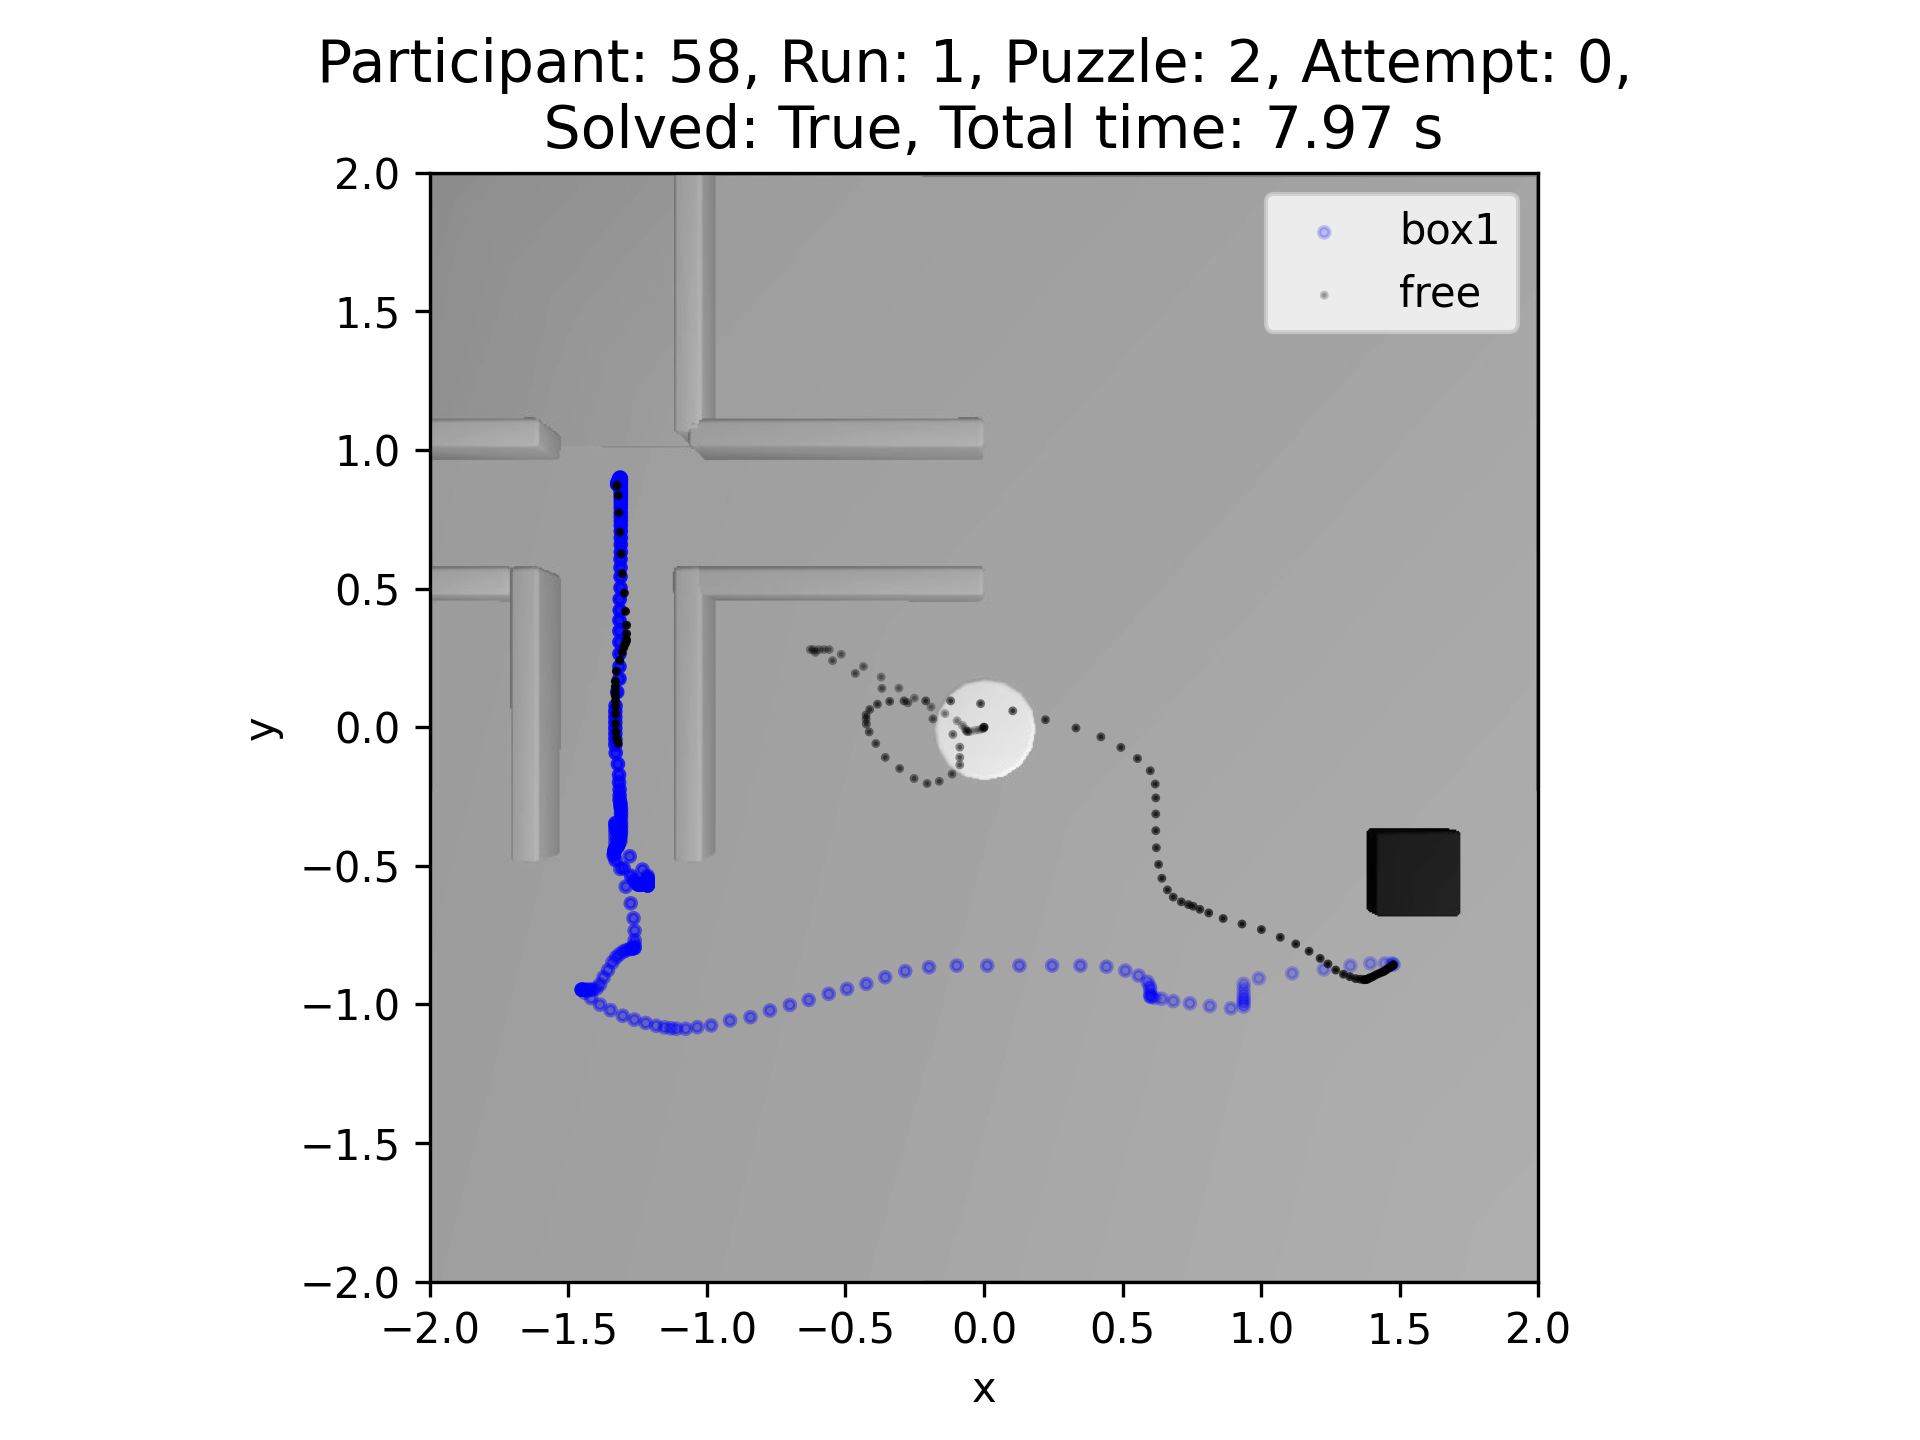 Participant: 58, Run: 1, Puzzle: 2, Attempt: 0,
Solved: True, Total time: 7.97 s
2.0
1.5
1.0
0.5
0.0
−0.5
−1.0
−1.5
−2.0
y
box1
free
−2.0 −1.5 −1.0 −0.5 0.0 0.5 1.0 1.5 2.0
x